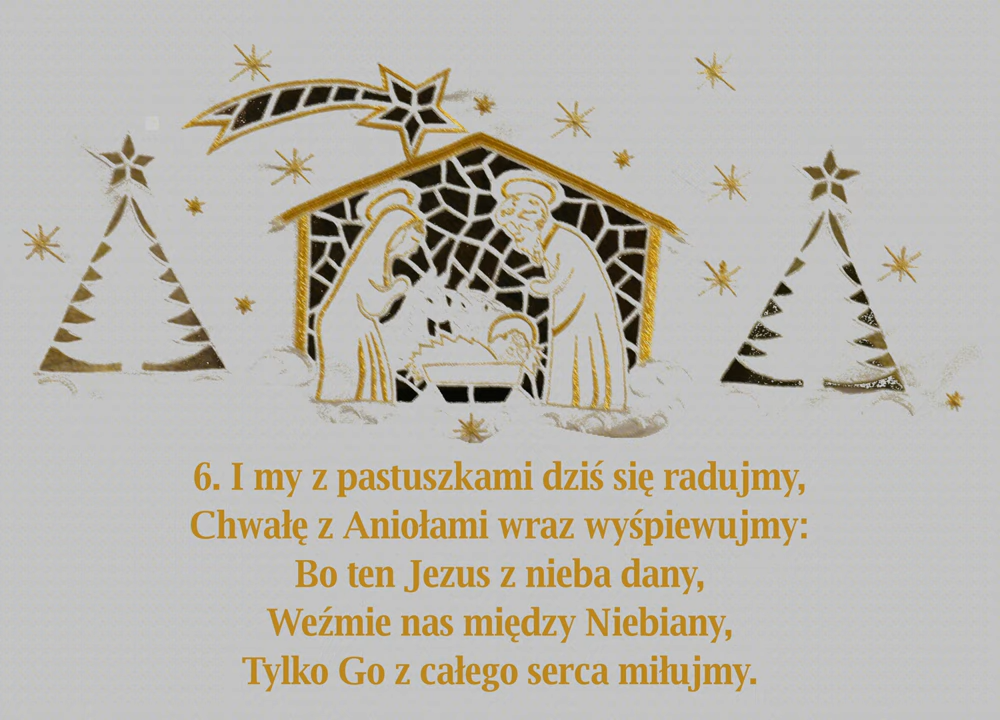 6. I my z pastuszkami dziś się radujmy,
Chwałę z Aniołami wraz wyśpiewujmy:
Bo ten Jezus z nieba dany,
Weźmie nas między Niebiany,
Tylko Go z całego serca miłujmy.